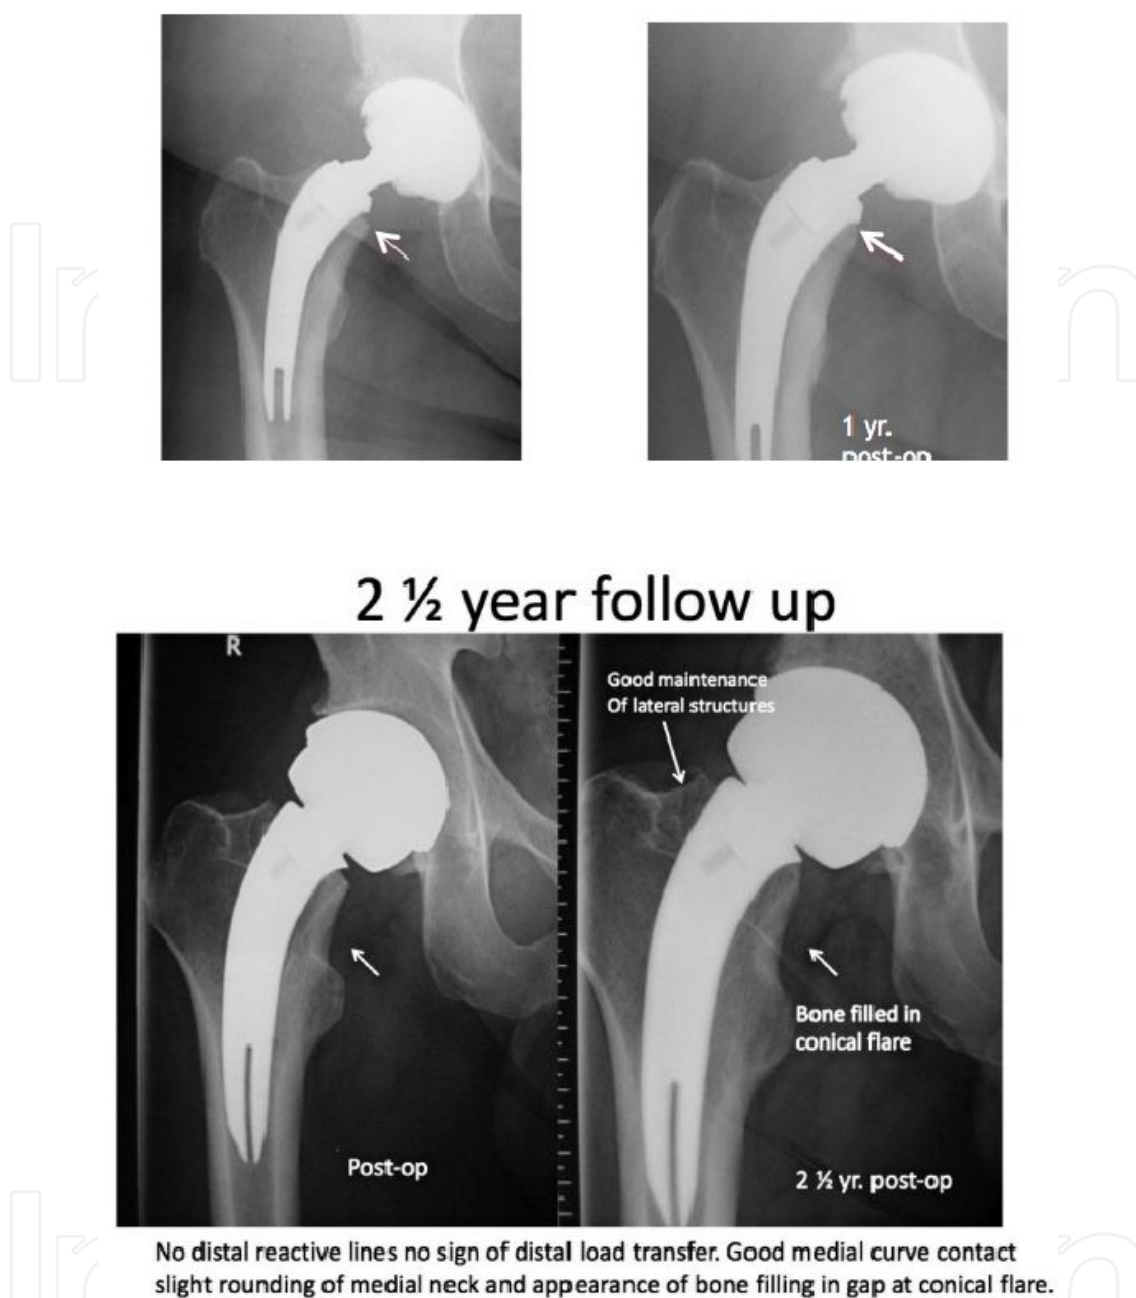 1 yr.
post-op
2 ½ year follow up
R
Good maintenance
Of lateral structures
Bone filled in
conical flare
Post-op
2 ½ yr. post-op
No distal reactive lines no sign of distal load transfer. Good medial curve contact
slight rounding of medial neck and appearance of bone filling in gap at conical flare.